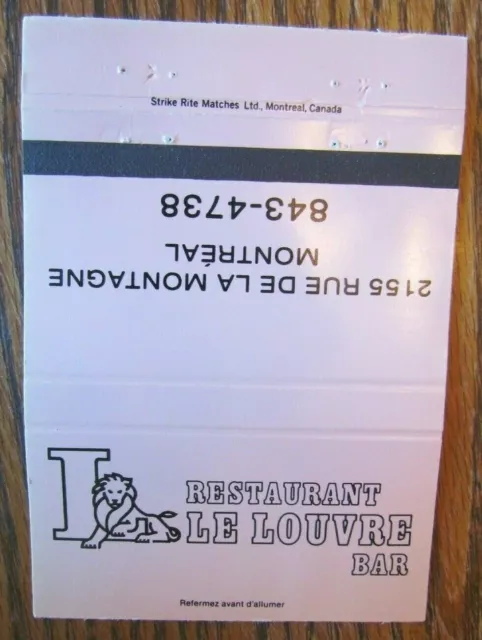 Strike Rite Matches Ltd., Montreal, Canada
2155 RUE DE LA MONTAGNE
MONTRÉAL
843-4738
L
RESTAURANT
LE LOUVRE
BAR
Refermez avant d'allumer